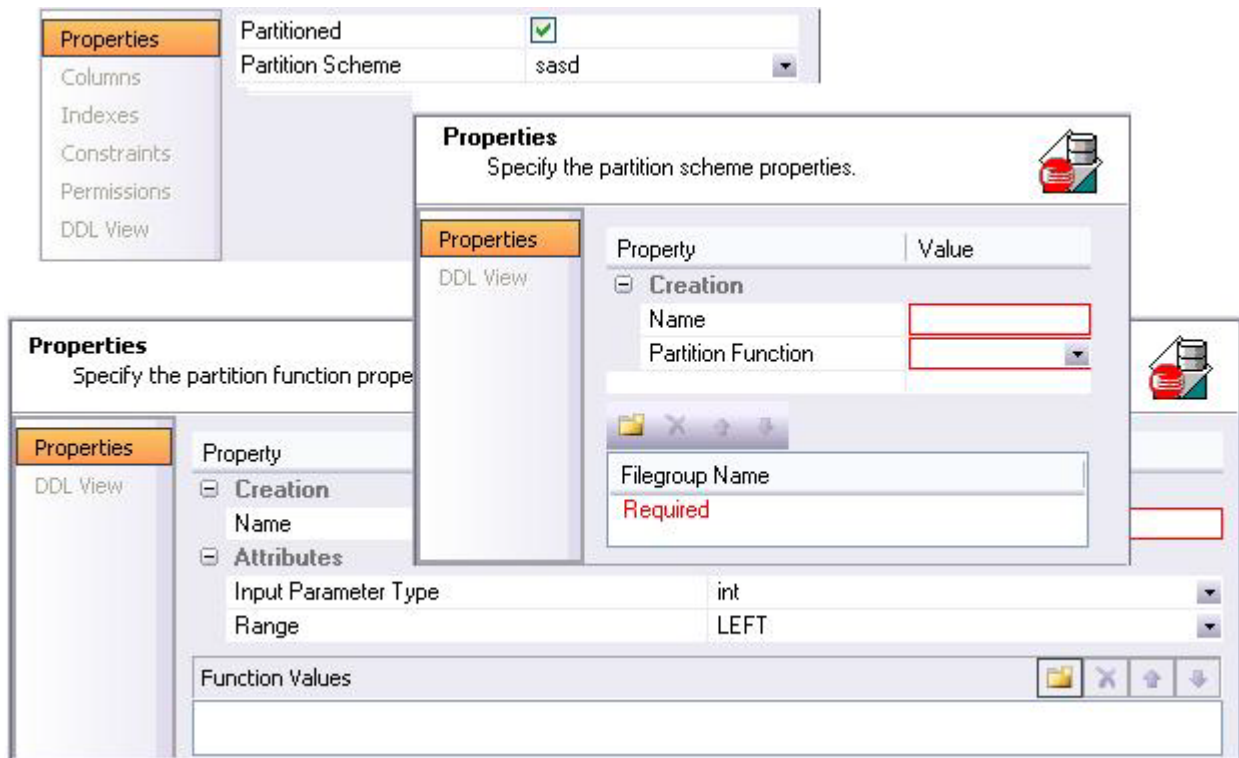 Properties
Columns
Indexes
Constraints
Permissions
DDL View
Partitioned
Partition Scheme sasd
Properties
Specify the partition scheme properties.
Properties
DDL View
Property Value
Creation
Name
Partition Function
Filegroup Name
Required
Properties
Specify the partition function prope
Properties
DDL View
Property
Creation
Name
Attributes
Input Parameter Type int
Range LEFT
Function Values